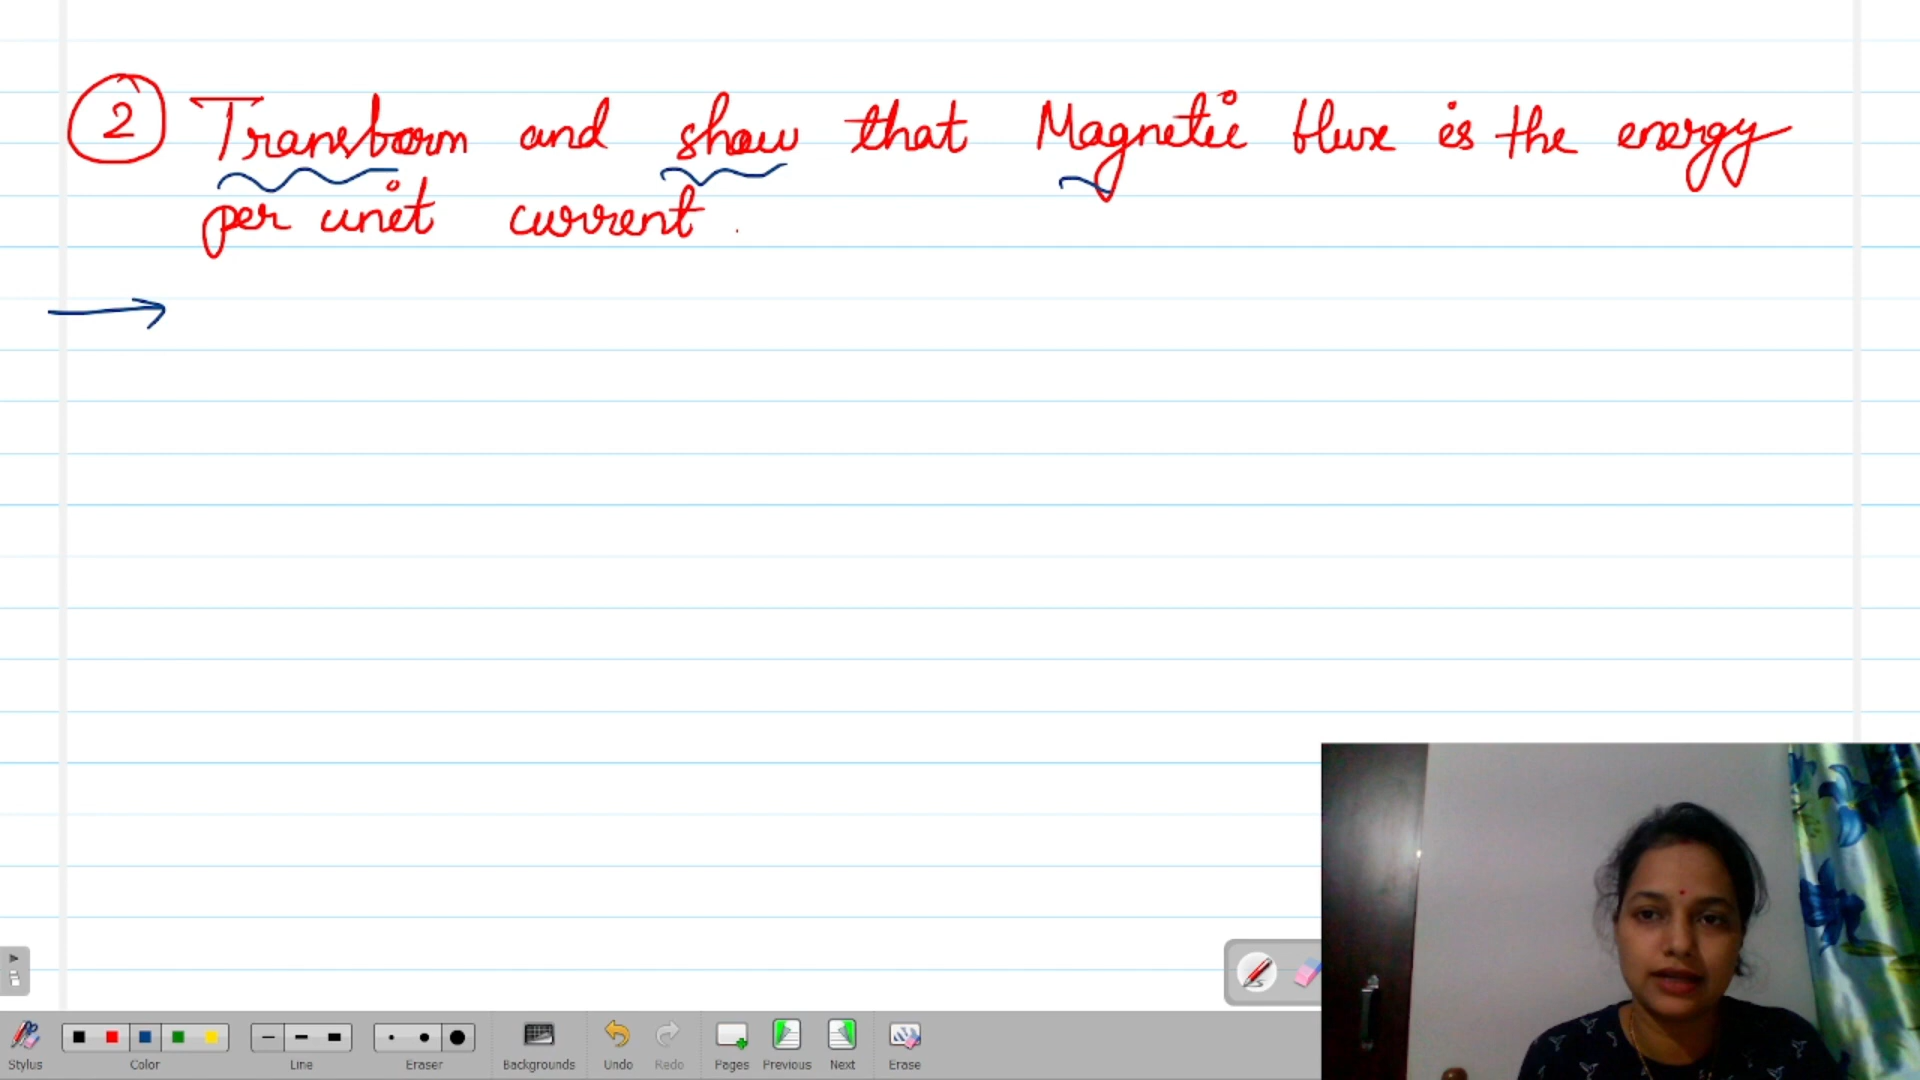 2 Transform and show that Magnetic flux is the energy
per unit current.
Stylus Color Line Eraser Backgrounds Undo Redo Pages Previous Next Erase